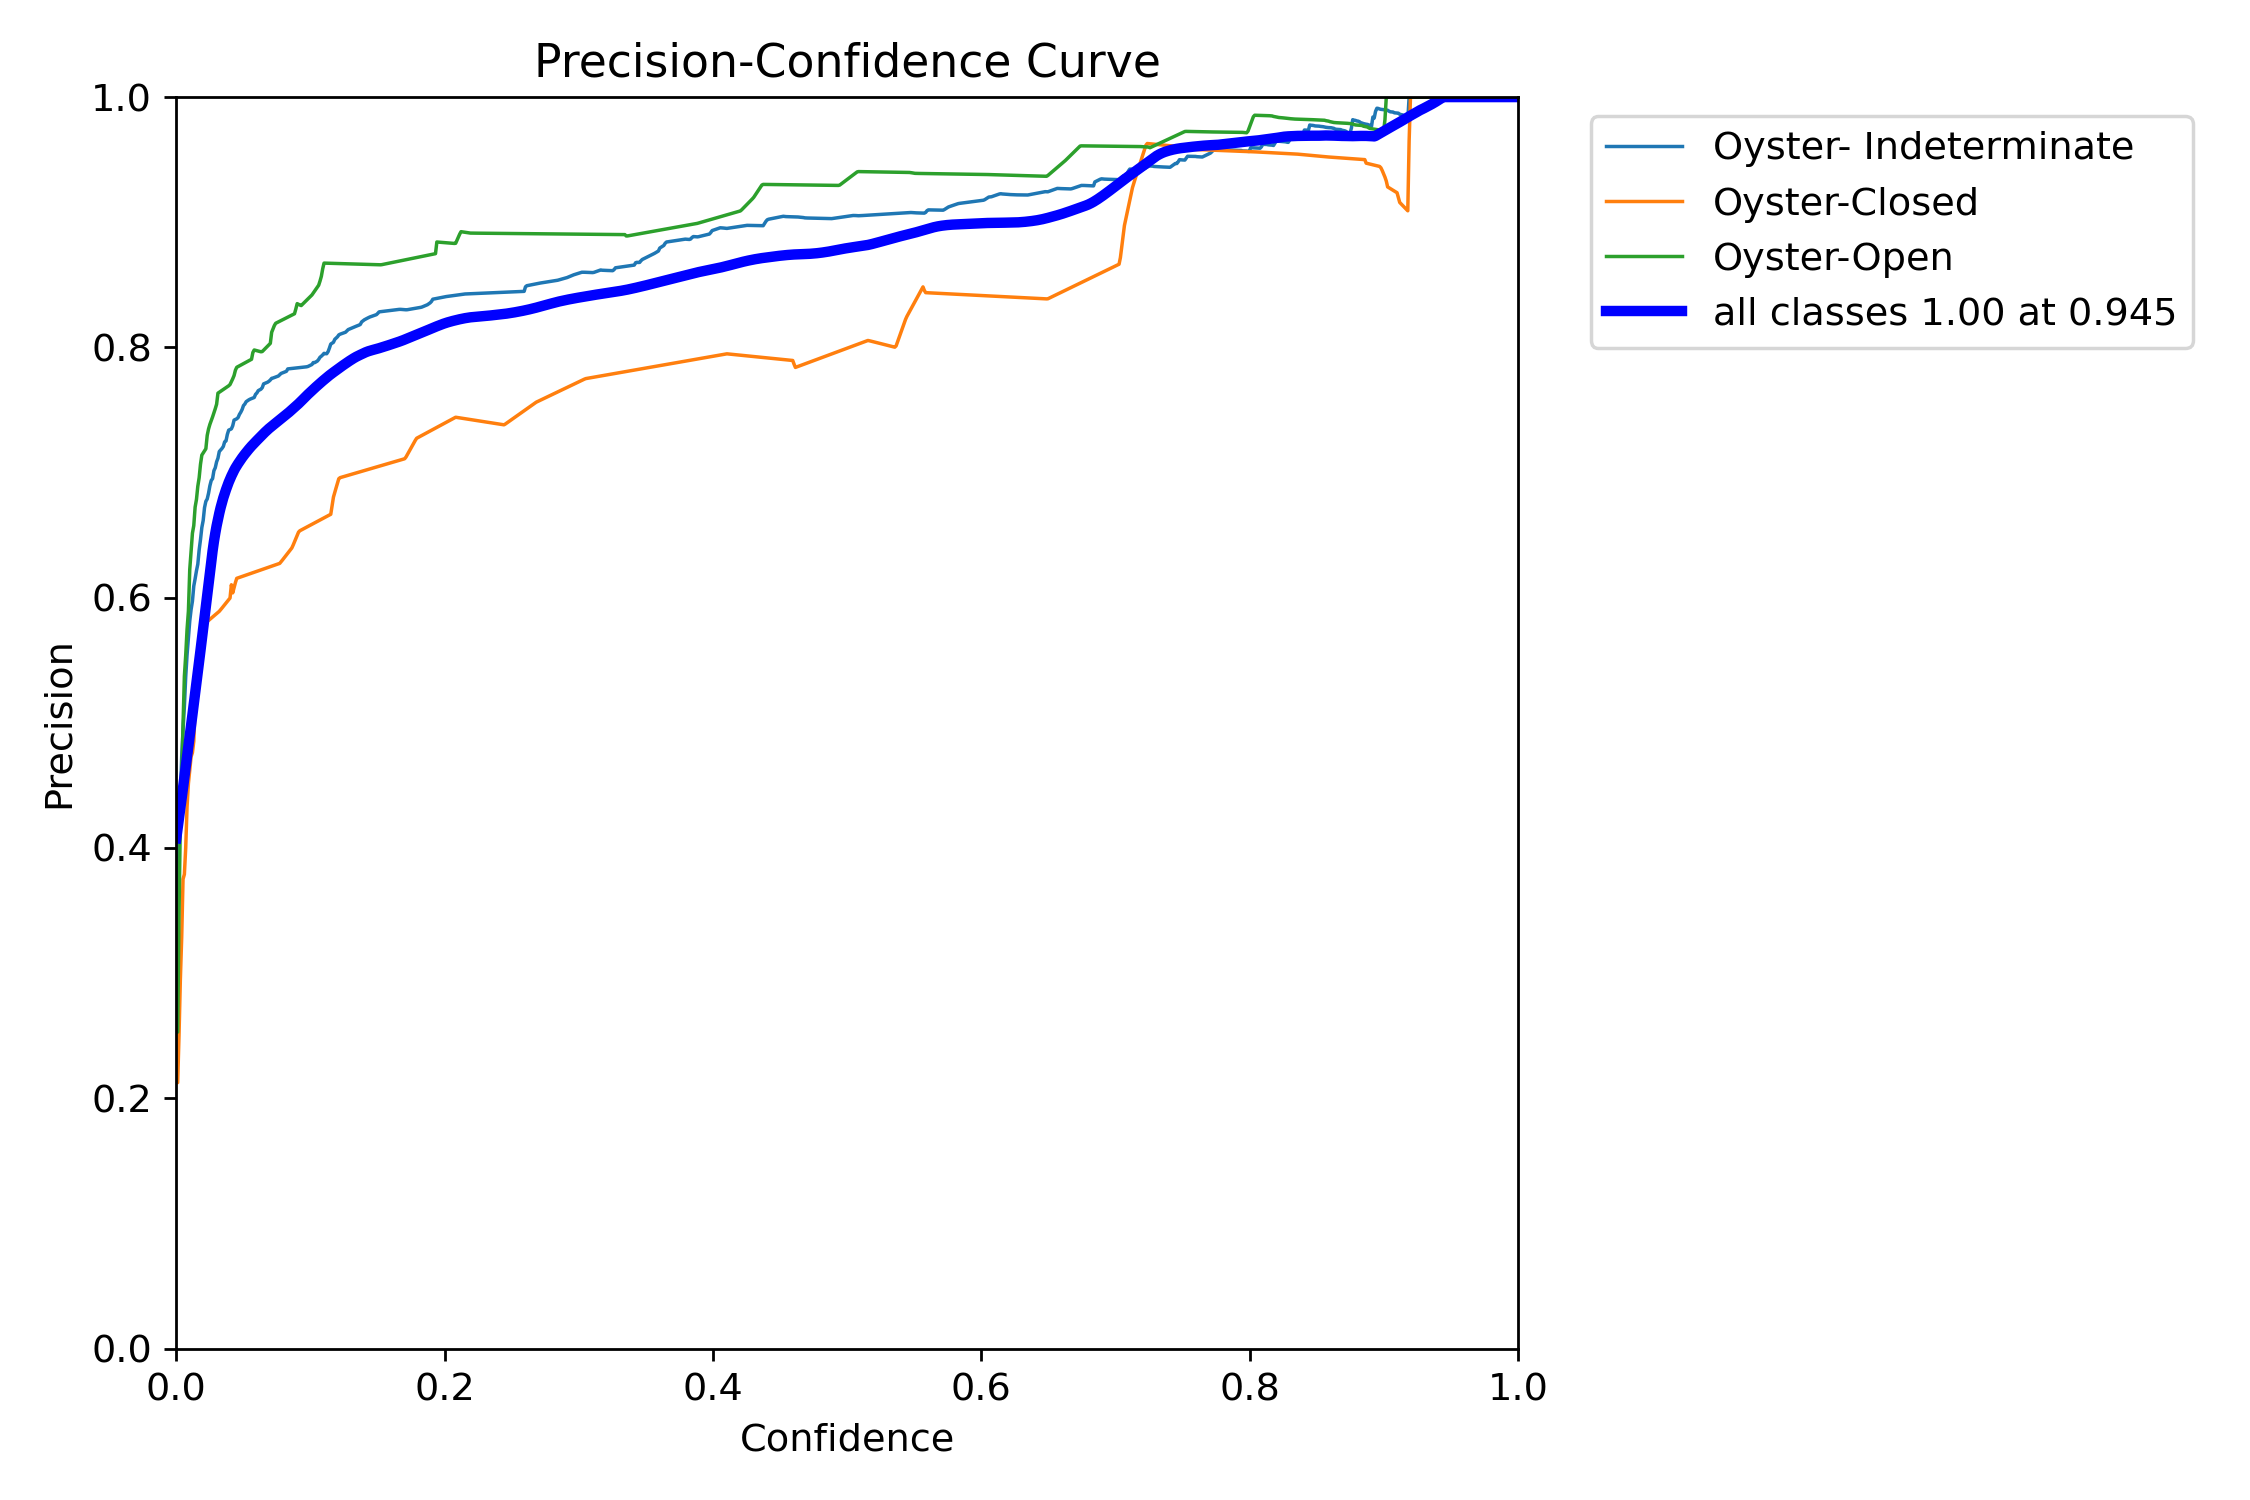 Precision-Confidence Curve
1.0
0.8
0.6
0.4
0.2
0.0
Precision
0.0 0.2 0.4 0.6 0.8 1.0
Confidence
Oyster- Indeterminate
Oyster-Closed
Oyster-Open
all classes 1.00 at 0.945